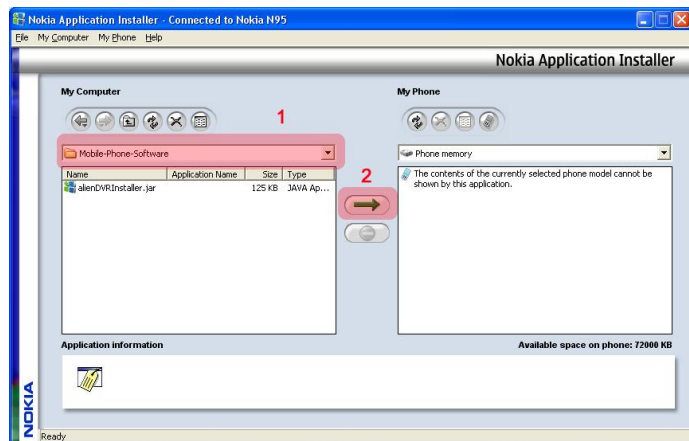 Nokia Application Installer - Connected to Nokia N95
File My Computer My Phone Help
Nokia Application Installer
My Computer
My Phone
1
Mobile-Phone-Software
Phone memory
Name Application Name Size Type
alienDVRInstaller.jar 125 KB JAVA Ap...
2
The contents of the currently selected phone model cannot be
shown by this application.
Application information
Available space on phone: 72000 KB
NOKIA
Ready